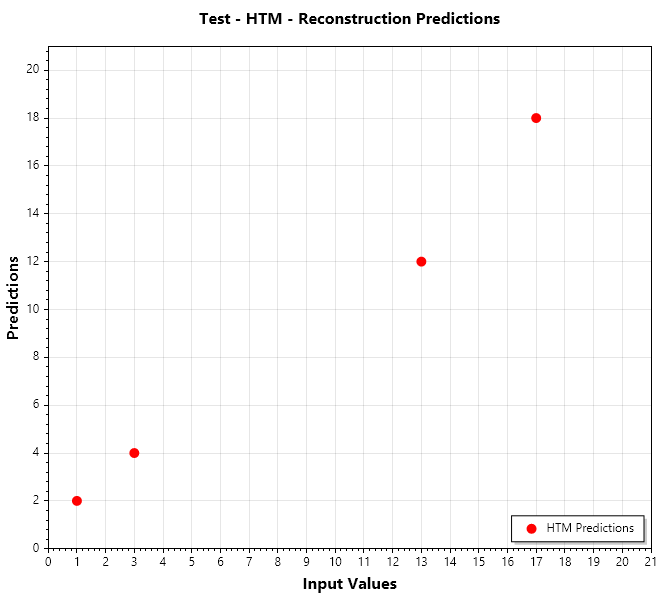 Test - HTM - Reconstruction Predictions
20
18
16
14
12
10
8
6
4
2
0
Predictions
HTM Predictions
0 1 2 3 4 5 6 7 8 9 10 11 12 13 14 15 16 17 18 19 20 21
Input Values